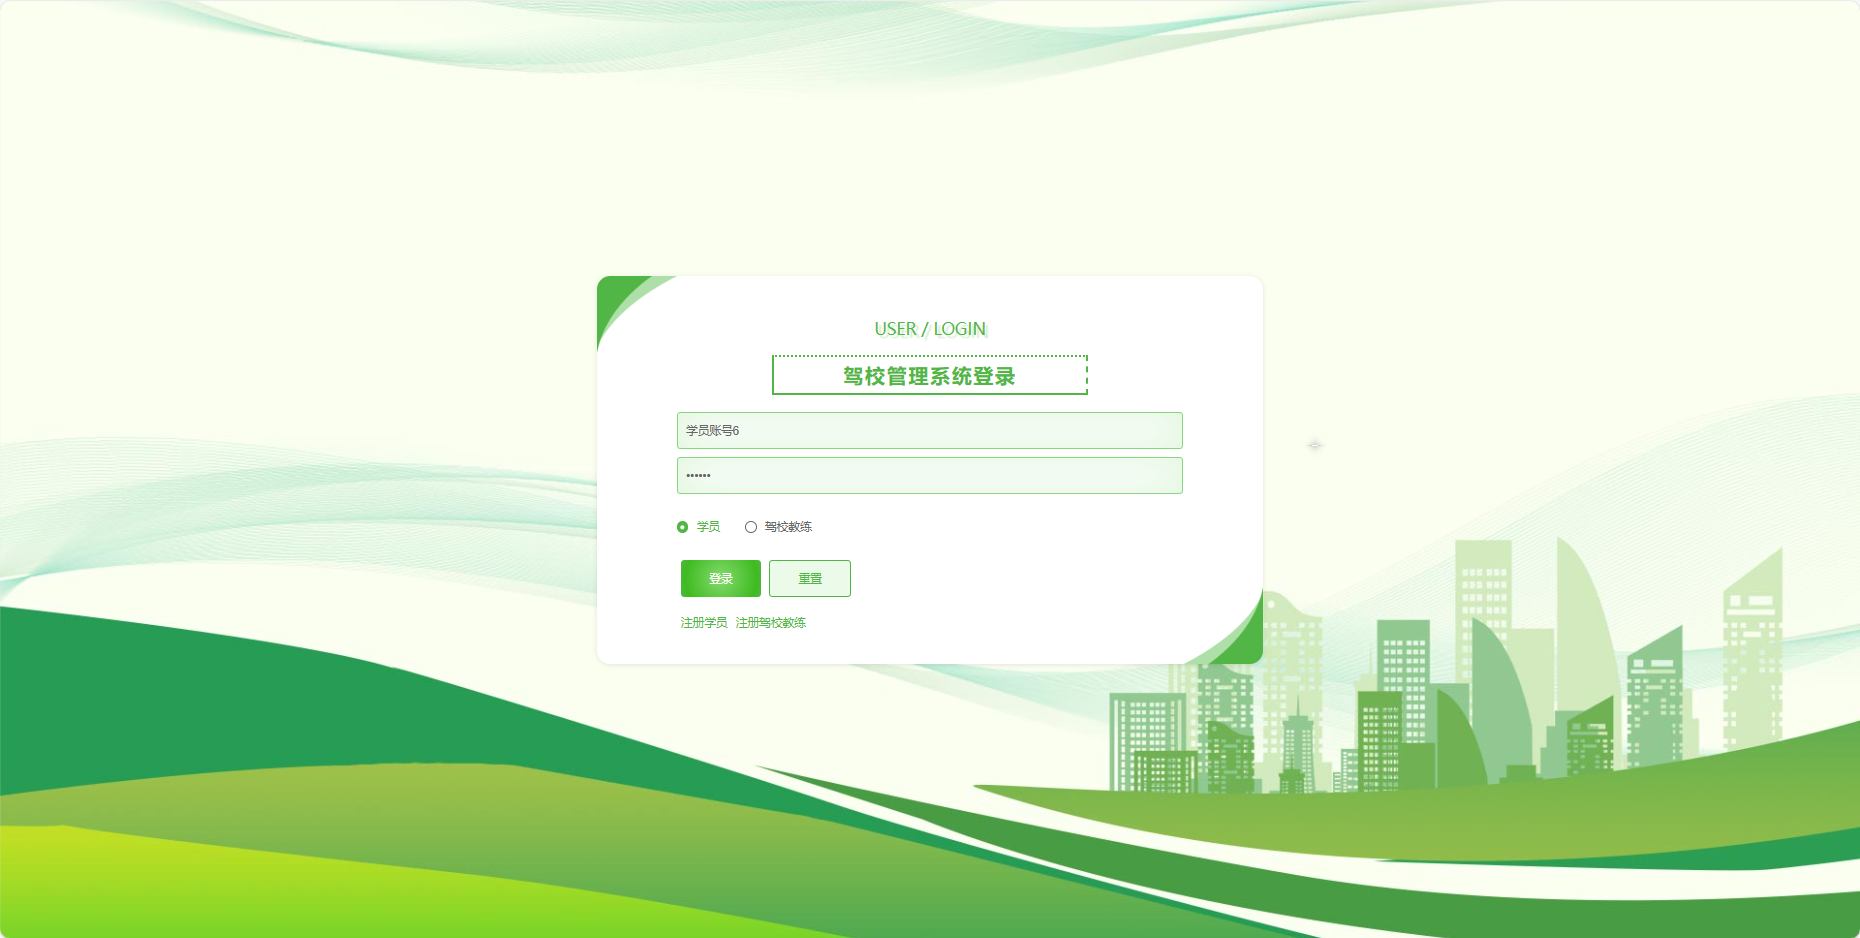 USER / LOGIN
驾校管理系统登录
学员账号6
••••••
学员 驾校教练
登录 重置
注册学员 注册驾校教练